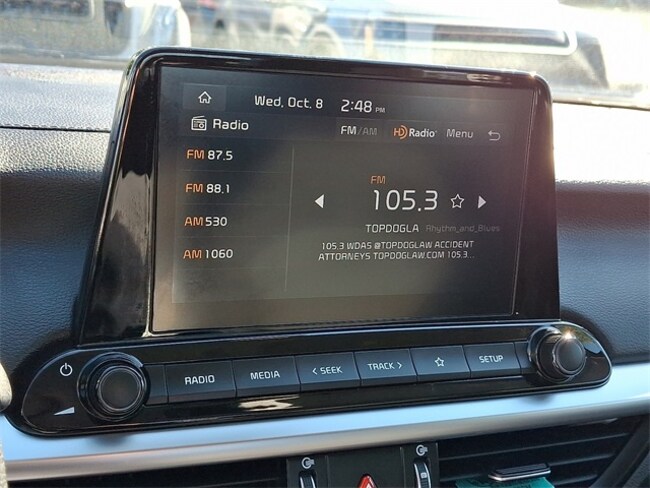 Wed, Oct. 8 2:48 PM
Radio FM/AM HD Radio Menu
FM 87.5
FM 88.1
AM 530
AM 1060
FM
105.3
TOPDOGLA Rhythm_and_Blues
105.3 WDAS @TOPDOGLAW ACCIDENT
ATTORNEYS TOPDOGLAW.COM 105.3...
RADIO MEDIA < SEEK TRACK > SETUP